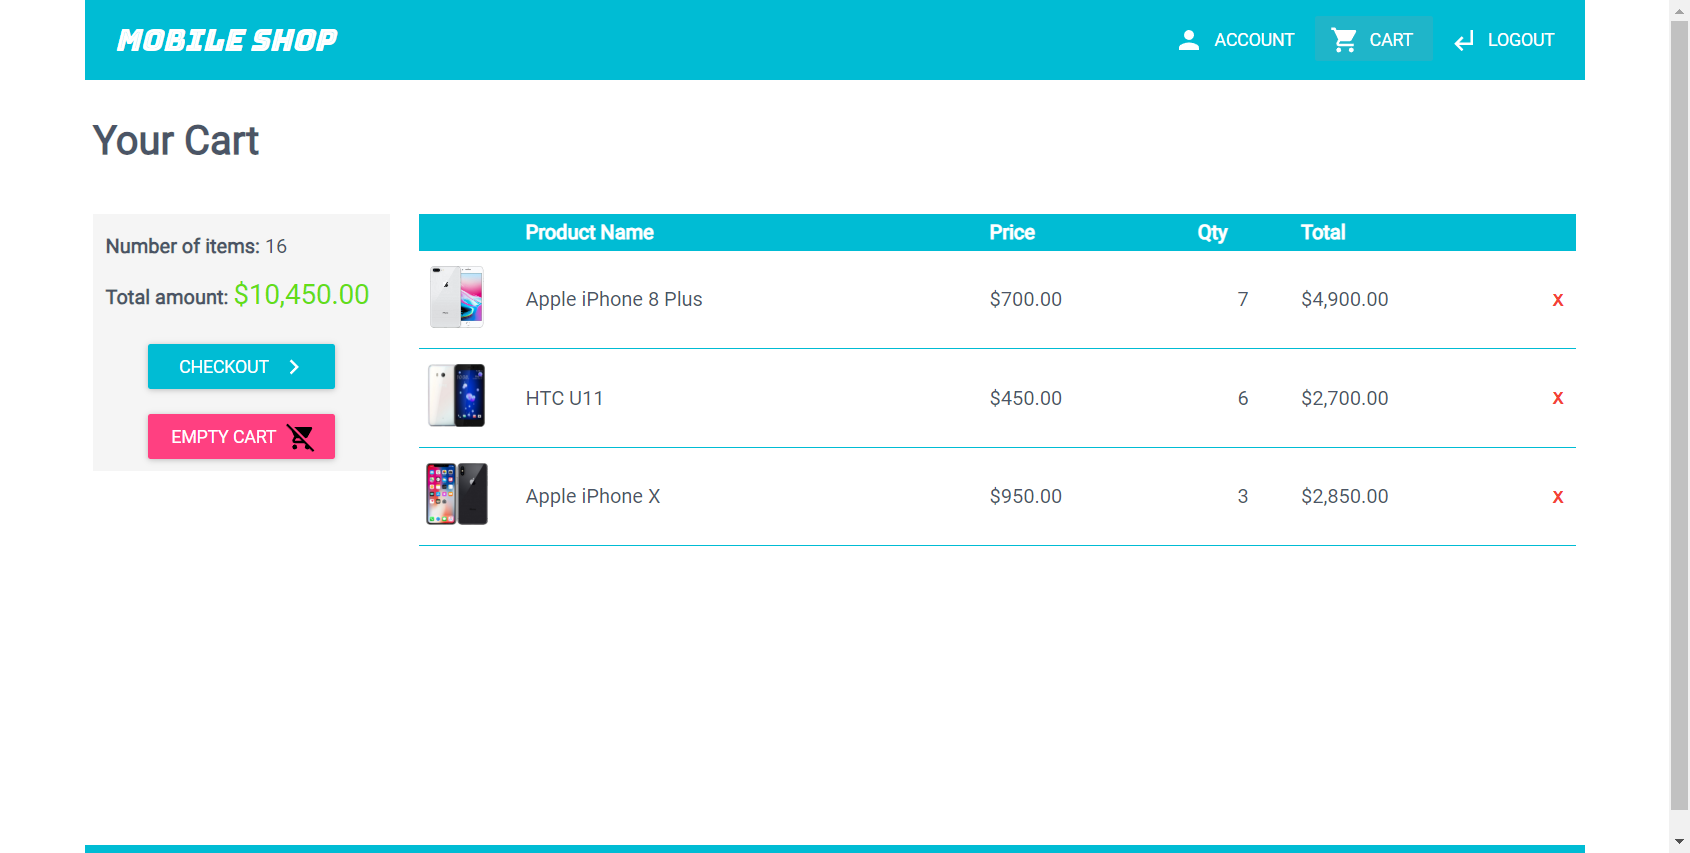 MOBILE SHOP
ACCOUNT CART LOGOUT
Your Cart
Number of items: 16
Total amount: $10,450.00
CHECKOUT
EMPTY CART
Product Name Price Qty Total
Apple iPhone 8 Plus $700.00 7 $4,900.00 X
HTC U11 $450.00 6 $2,700.00 X
Apple iPhone X $950.00 3 $2,850.00 X